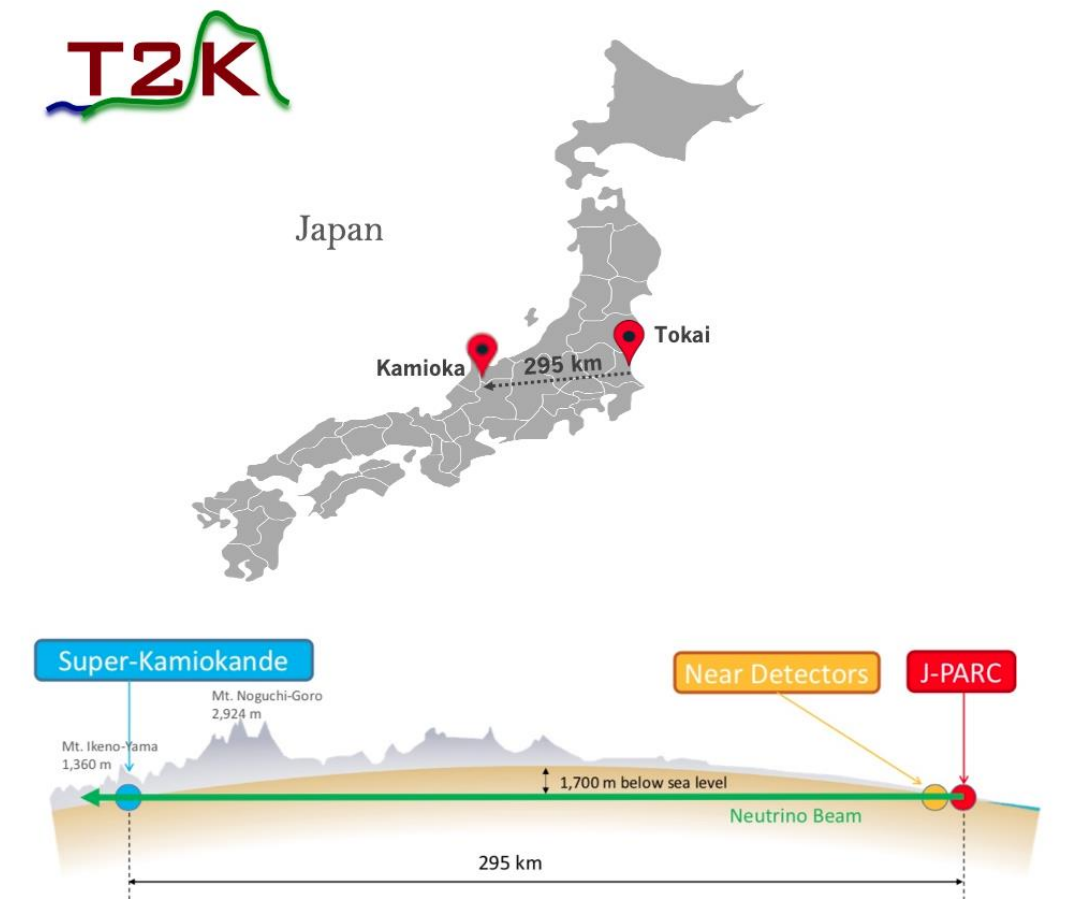 T2K
Japan
Tokai
295 km
Kamioka
Super-Kamiokande
Near Detectors
J-PARC
Mt. Noguchi-Goro
2,924 m
Mt. Ikeno-Yama
1,360 m
1,700 m below sea level
Neutrino Beam
295 km